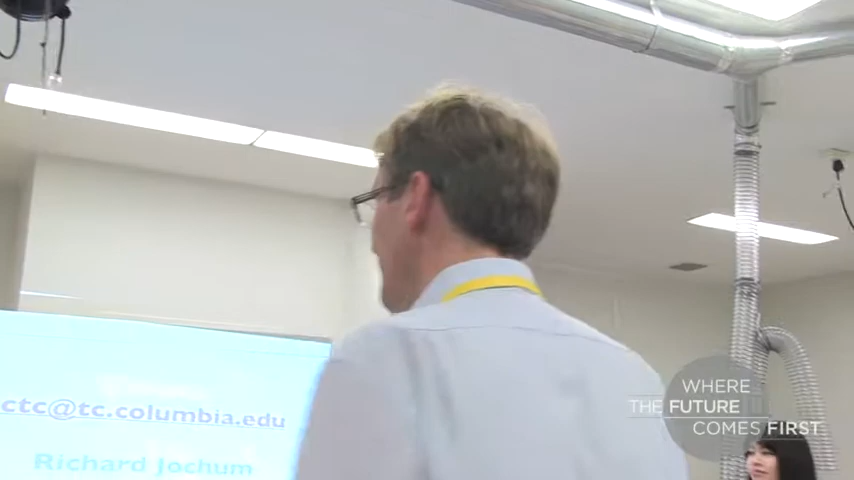 ctc@tc.columbia.edu
Richard Jochum
WHERE
THE FUTURE
COMES FIRST